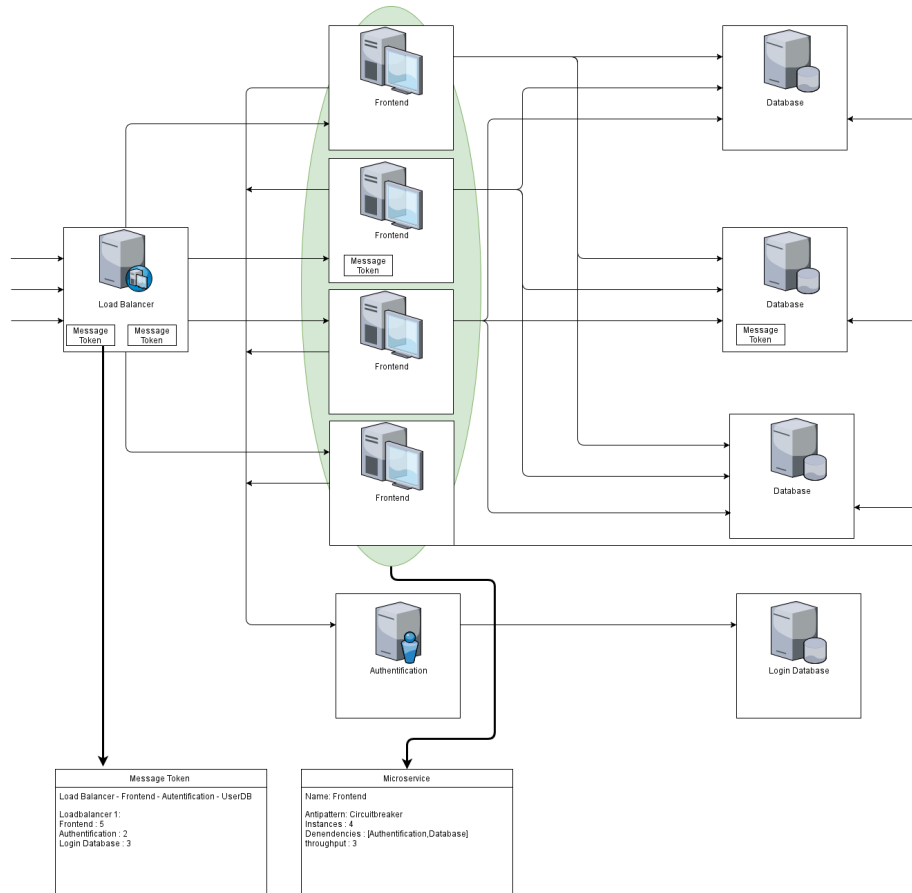 Frontend
Database
Frontend
Message
Token
Load Balancer
Message
Token
Message
Token
Database
Message
Token
Frontend
Frontend
Database
Authentification
Login Database
Message Token
Load Balancer - Frontend - Autentification - UserDB
Loadbalancer 1:
Frontend : 5
Authentification : 2
Login Database : 3
Microservice
Name: Frontend
Antipattern: Circuitbreaker
Instances : 4
Denendencies : [Authentification,Database]
throughput : 3